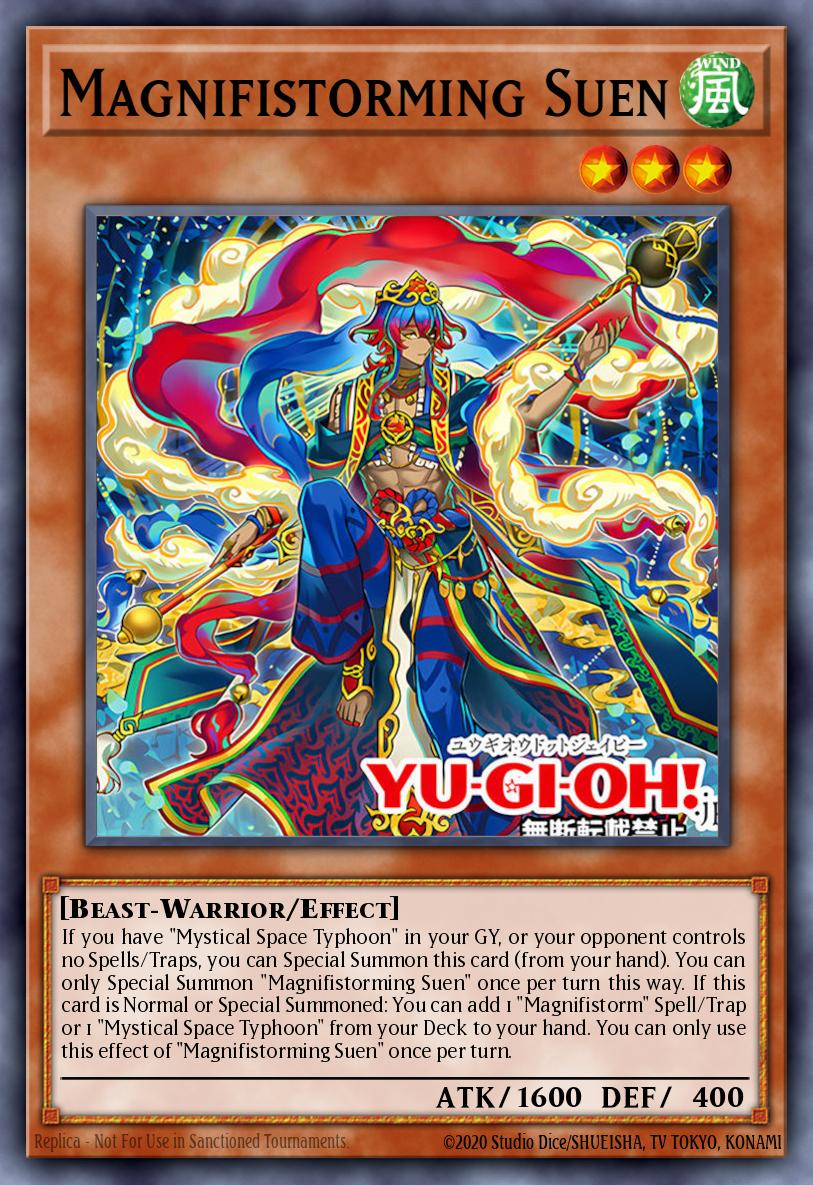 Magnifistorming Suen
WIND
風
ユウギオウドットジェイピー
YU-GI-OH!
無断転載禁止
[Beast-Warrior/Effect]
If you have "Mystical Space Typhoon" in your GY, or your opponent controls
no Spells/Traps, you can Special Summon this card (from your hand). You can
only Special Summon "Magnifistorming Suen" once per turn this way. If this
card is Normal or Special Summoned: You can add 1 "Magnifistorm" Spell/Trap
or 1 "Mystical Space Typhoon" from your Deck to your hand. You can only use
this effect of "Magnifistorming Suen" once per turn.
ATK/1600 DEF/ 400
Replica - Not For Use in Sanctioned Tournaments.
©2020 Studio Dice/SHUEISHA, TV TOKYO, KONAMI